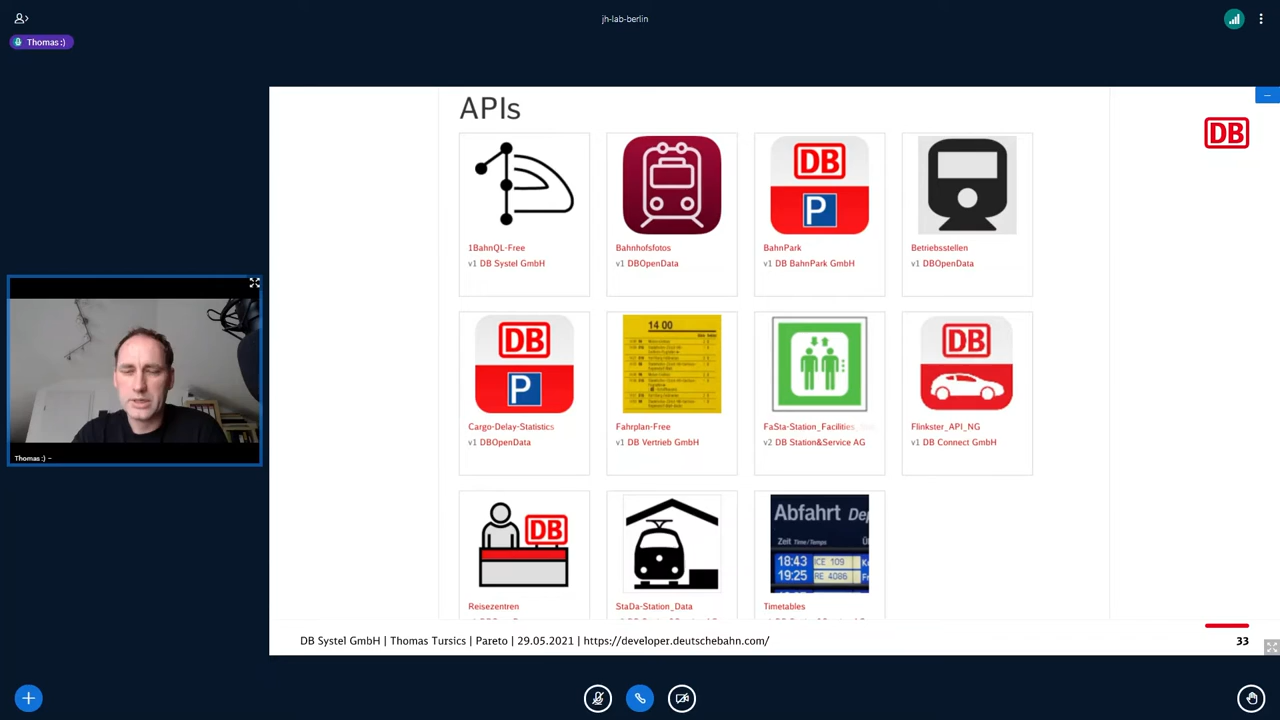 jh-lab-berlin
Thomas :)
APIs
DB
DB
P
1BahnQL-Free
v1 DB Systel GmbH
Bahnhofsfotos
v1 DBOpenData
BahnPark
v1 DB BahnPark GmbH
Betriebsstellen
v1 DBOpenData
DB
P
14 00
DB
Cargo-Delay-Statistics
v1 DBOpenData
Fahrplan-Free
v1 DB Vertrieb GmbH
FaSta-Station_Facilities_
v2 DB Station&Service AG
Flinkster_API_NG
v1 DB Connect GmbH
Thomas :) ~
DB
Abfahrt De
Zeit Time/Temps
18:43 ICE 109
19:25 RE 4086
Reisezentren
StaDa-Station_Data
Timetables
DB Systel GmbH | Thomas Tursics | Pareto | 29.05.2021 | https://developer.deutschebahn.com/
33